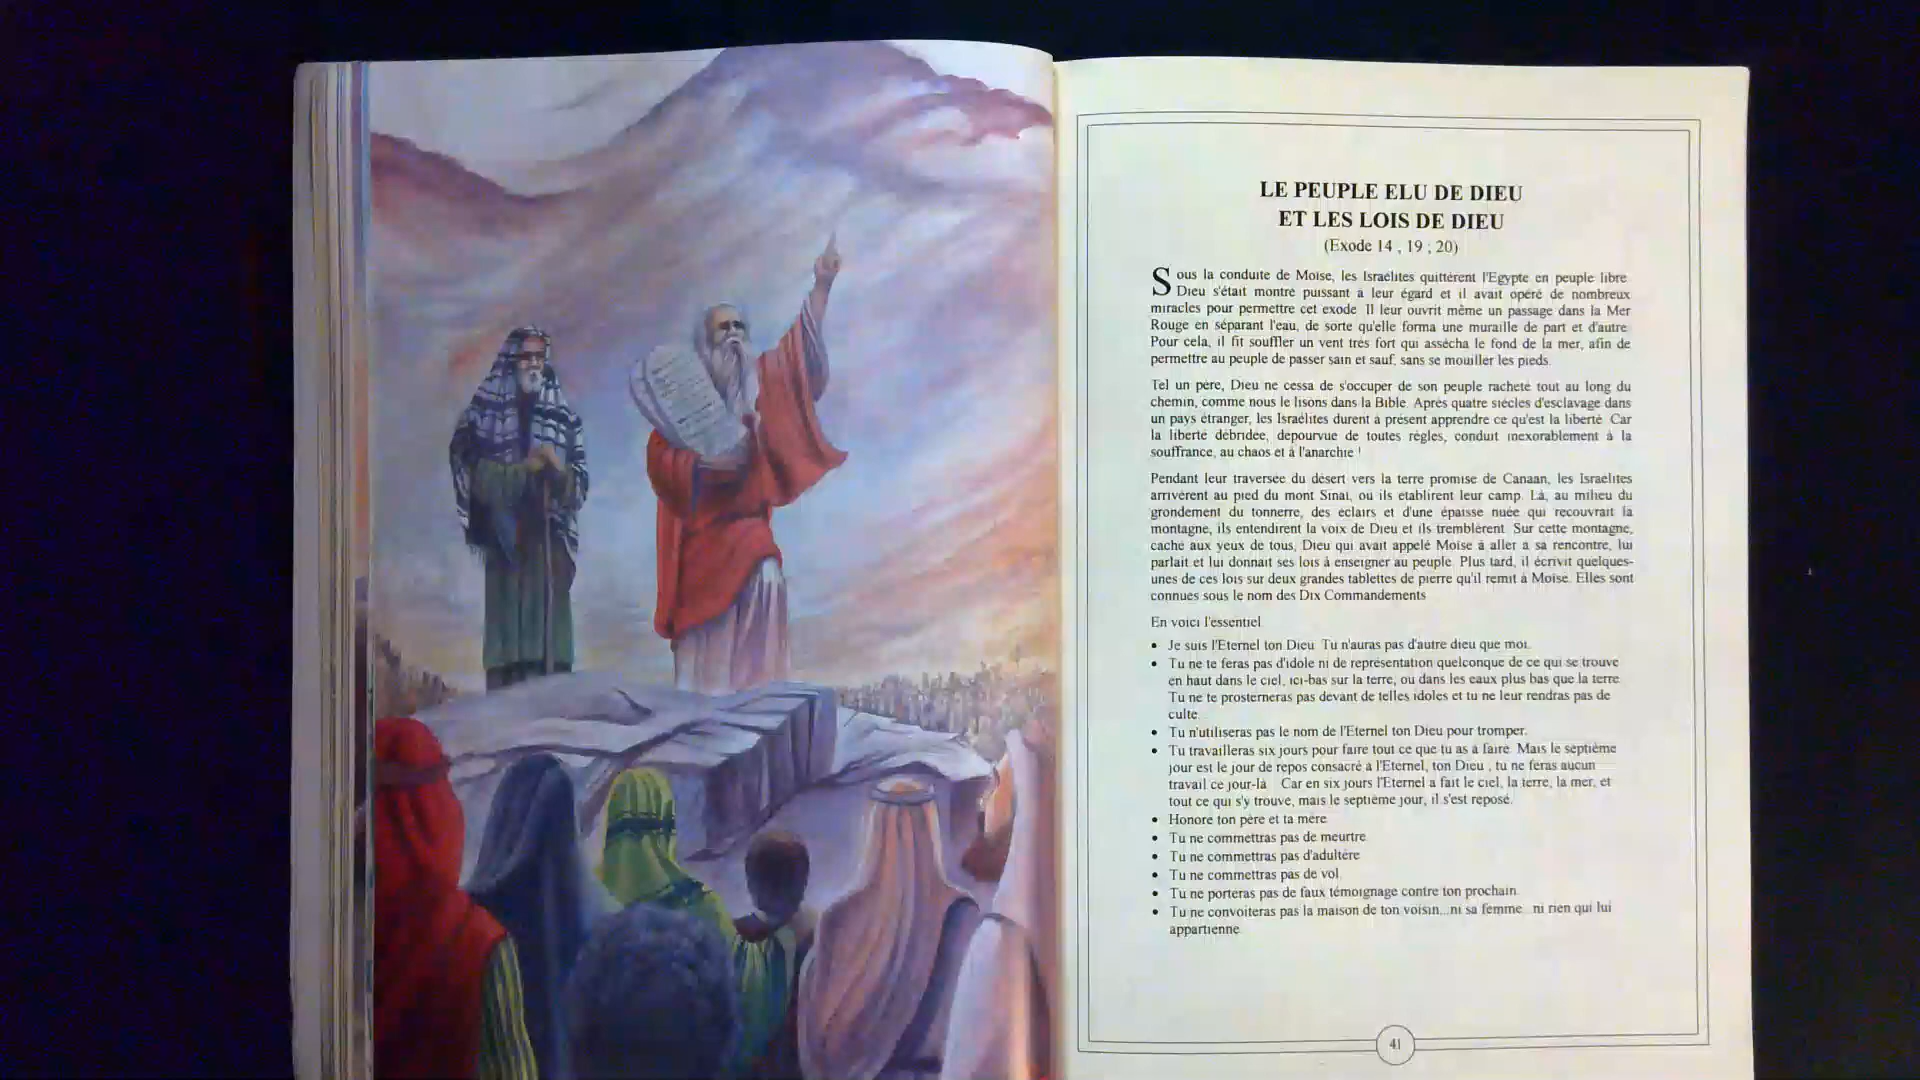 LE PEUPLE ELU DE DIEU
ET LES LOIS DE DIEU
(Exode 14 , 19 ; 20)
Sous la conduite de Moïse, les Israélites quittèrent l'Egypte en peuple libre.
Dieu s'était montré puissant à leur égard et il avait opéré de nombreux
miracles pour permettre cet exode. Il leur ouvrit même un passage dans la Mer
Rouge en séparant l'eau, de sorte qu'elle forma une muraille de part et d'autre.
Pour cela, il fit souffler un vent très fort qui assécha le fond de la mer, afin de
permettre au peuple de passer sain et sauf, sans se mouiller les pieds.
Tel un père, Dieu ne cessa de s'occuper de son peuple racheté tout au long du
chemin, comme nous le lisons dans la Bible. Après quatre siècles d'esclavage dans
un pays étranger, les Israélites durent à présent apprendre ce qu'est la liberté. Car
la liberté débridée, dépourvue de toutes règles, conduit inexorablement à la
souffrance, au chaos et à l'anarchie !
Pendant leur traversée du désert vers la terre promise de Canaan, les Israélites
arrivèrent au pied du mont Sinaï, où ils établirent leur camp. Là, au milieu du
grondement du tonnerre, des éclairs et d'une épaisse nuée qui recouvrait la
montagne, ils entendirent la voix de Dieu et ils tremblèrent. Sur cette montagne,
caché aux yeux de tous, Dieu qui avait appelé Moïse à aller à sa rencontre, lui
parlait et lui donnait ses lois à enseigner au peuple. Plus tard, il écrivit quelques-
unes de ces lois sur deux grandes tablettes de pierre qu'il remit à Moïse. Elles sont
connues sous le nom des Dix Commandements.
En voici l'essentiel
• Je suis l'Eternel ton Dieu. Tu n'auras pas d'autre dieu que moi.
• Tu ne te feras pas d'idole ni de représentation quelconque de ce qui se trouve
en haut dans le ciel, ici-bas sur la terre, ou dans les eaux plus bas que la terre.
Tu ne te prosterneras pas devant de telles idoles et tu ne leur rendras pas de
culte.
• Tu n'utiliseras pas le nom de l'Eternel ton Dieu pour tromper.
• Tu travailleras six jours pour faire tout ce que tu as à faire. Mais le septième
jour est le jour de repos consacré à l'Eternel, ton Dieu ; tu ne feras aucun
travail ce jour-là... Car en six jours l'Eternel a fait le ciel, la terre, la mer, et
tout ce qui s'y trouve, mais le septième jour, il s'est reposé.
• Honore ton père et ta mère.
• Tu ne commettras pas de meurtre
• Tu ne commettras pas d'adultère
• Tu ne commettras pas de vol.
• Tu ne porteras pas de faux témoignage contre ton prochain.
• Tu ne convoiteras pas la maison de ton voisin...ni sa femme...ni rien qui lui
appartienne.
41